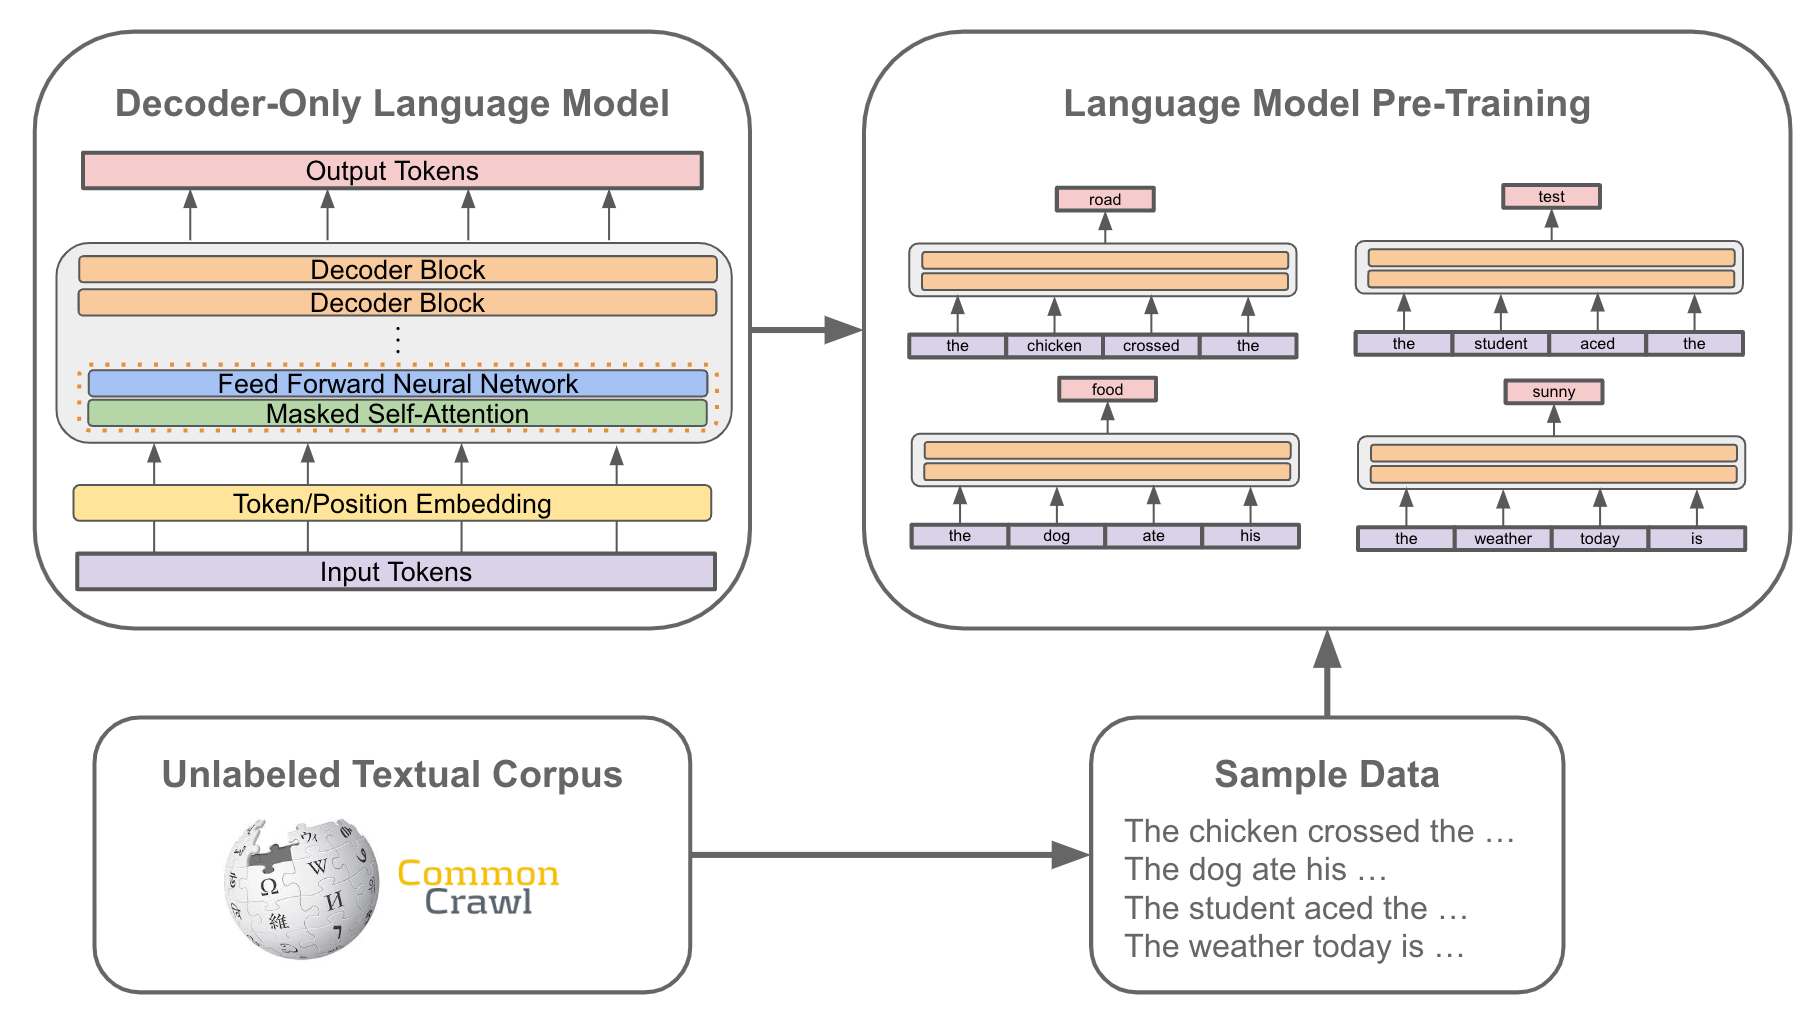 Decoder-Only Language Model
Output Tokens
Decoder Block
Decoder Block
Feed Forward Neural Network
Masked Self-Attention
Token/Position Embedding
Input Tokens
Language Model Pre-Training
road
the chicken crossed the
test
the student aced the
food
the dog ate his
sunny
the weather today is
Unlabeled Textual Corpus
Ω W И 維
Common
Crawl
Sample Data
The chicken crossed the …
The dog ate his …
The student aced the …
The weather today is …